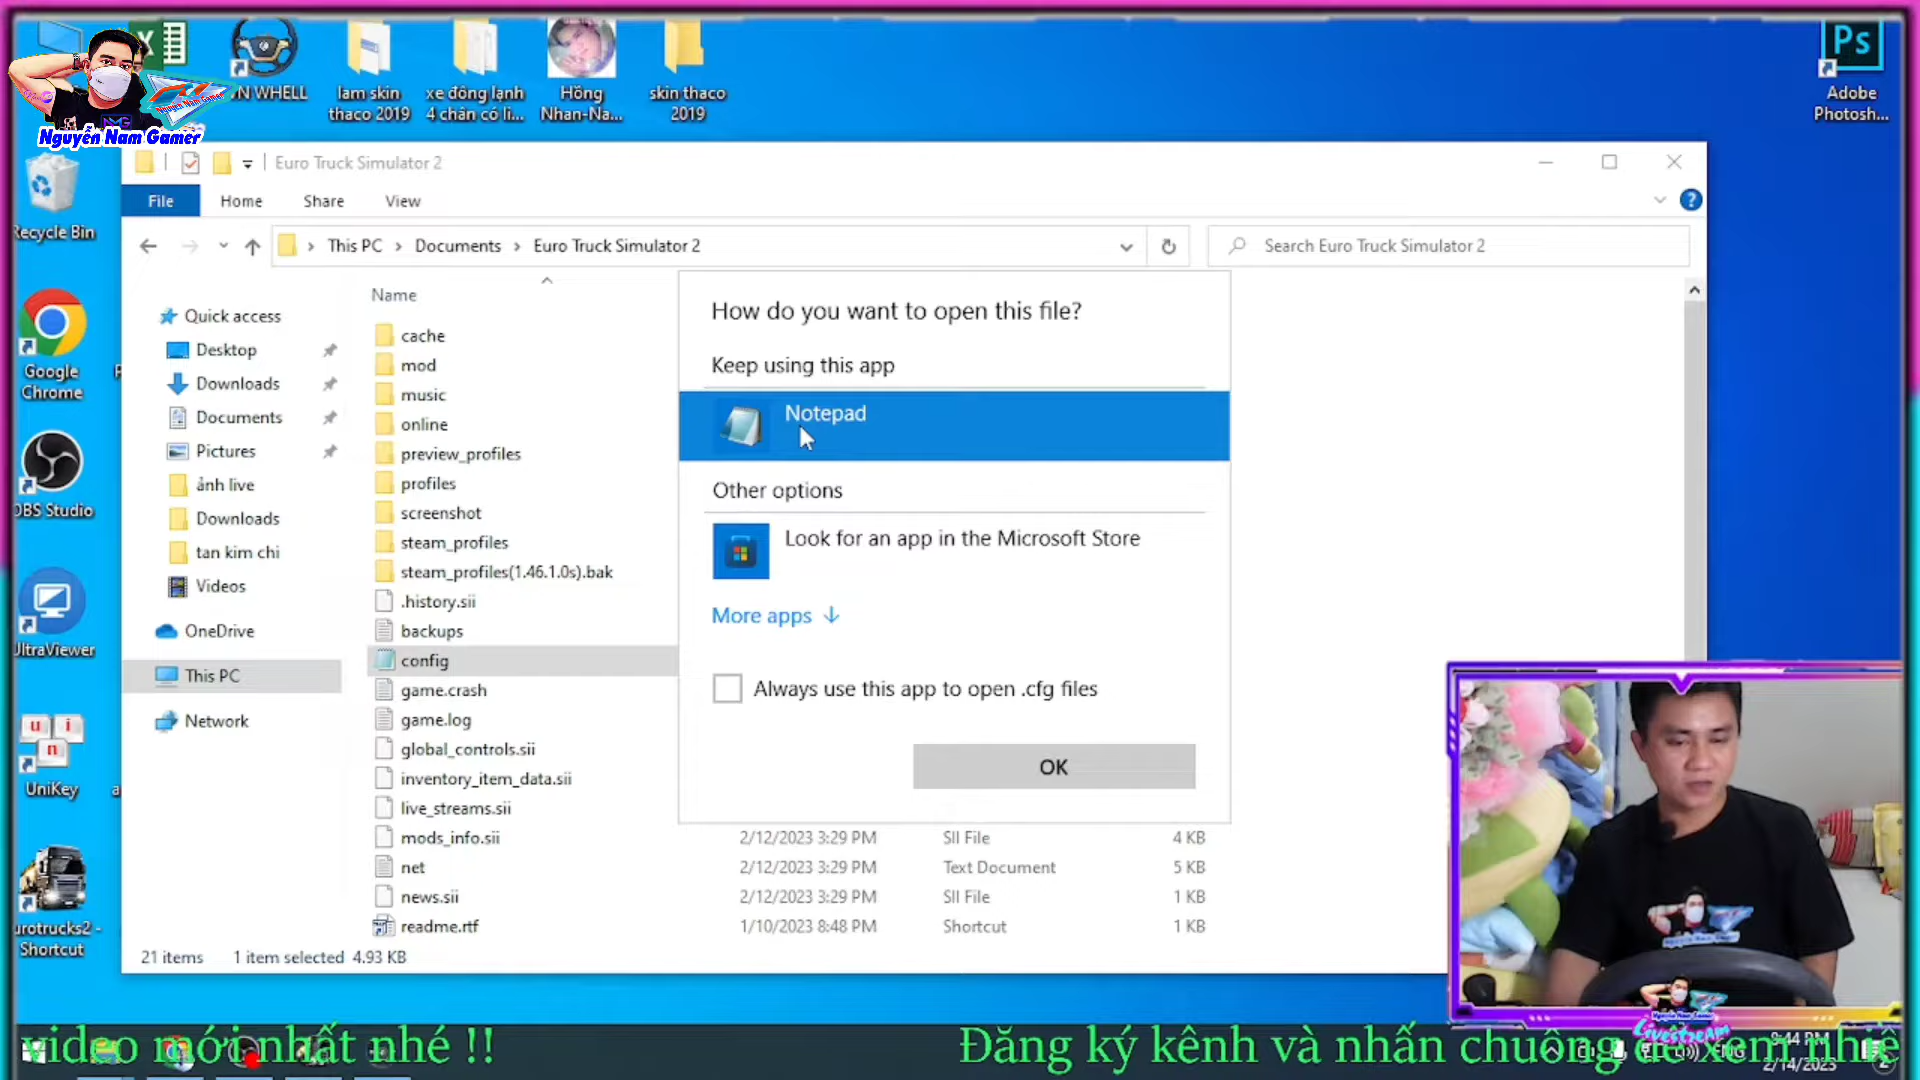 N WHELL
lam skin
thaco 2019
xe đông lạnh
4 chân có li...
Hồng
Nhan-Na...
skin thaco
2019
Ps
Adobe
Photosh...
Nguyễn Nam Gamer
Recycle Bin
Google
Chrome
OBS Studio
UltraViewer
UniKey
eurotrucks2 -
Shortcut
Euro Truck Simulator 2
File
Home
Share
View
This PC
Documents
Euro Truck Simulator 2
Search Euro Truck Simulator 2
Quick access
Desktop
Downloads
Documents
Pictures
ảnh live
Downloads
tan kim chi
Videos
OneDrive
This PC
Network
Name
cache
mod
music
online
preview_profiles
profiles
screenshot
steam_profiles
steam_profiles(1.46.1.0s).bak
.history.sii
backups
config
game.crash
game.log
global_controls.sii
inventory_item_data.sii
live_streams.sii
mods_info.sii 2/12/2023 3:29 PM SII File 4 KB
net 2/12/2023 3:29 PM Text Document 5 KB
news.sii 2/12/2023 3:29 PM SII File 1 KB
readme.rtf 1/10/2023 8:48 PM Shortcut 1 KB
21 items 1 item selected 4.93 KB
How do you want to open this file?
Keep using this app
Notepad
Other options
Look for an app in the Microsoft Store
More apps
Always use this app to open .cfg files
OK
Livestream
video mới nhất nhé !!
Đăng ký kênh và nhấn chuông để xem nhiề
2/14/2023